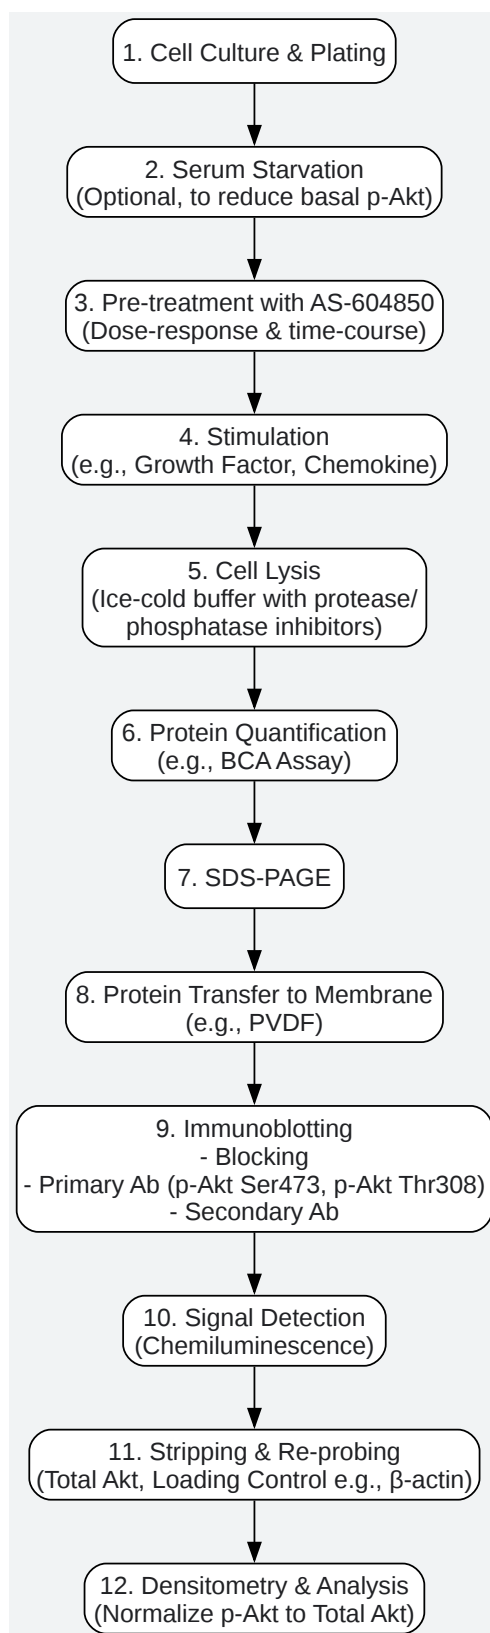 1. Cell Culture & Plating
2. Serum Starvation
(Optional, to reduce basal p-Akt)
3. Pre-treatment with AS-604850
(Dose-response & time-course)
4. Stimulation
(e.g., Growth Factor, Chemokine)
5. Cell Lysis
(Ice-cold buffer with protease/
phosphatase inhibitors)
6. Protein Quantification
(e.g., BCA Assay)
7. SDS-PAGE
8. Protein Transfer to Membrane
(e.g., PVDF)
9. Immunoblotting
- Blocking
- Primary Ab (p-Akt Ser473, p-Akt Thr308)
- Secondary Ab
10. Signal Detection
(Chemiluminescence)
11. Stripping & Re-probing
(Total Akt, Loading Control e.g., β-actin)
12. Densitometry & Analysis
(Normalize p-Akt to Total Akt)